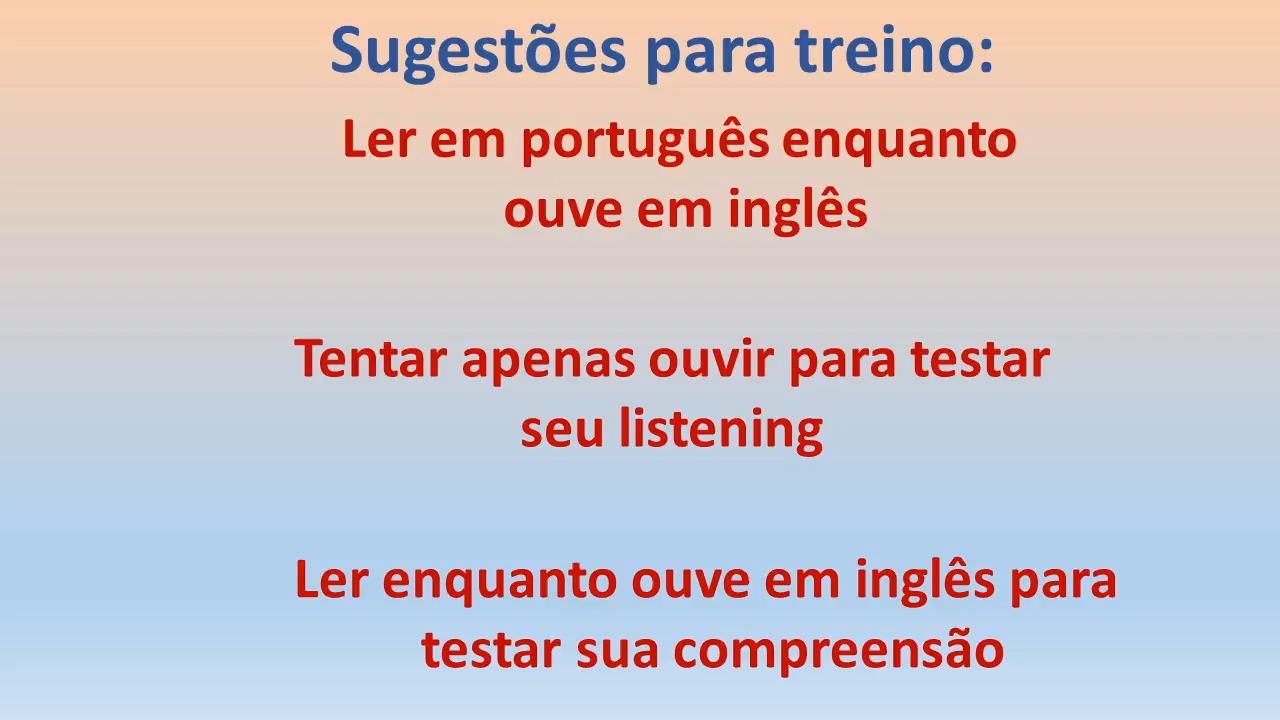 Sugestões para treino:
Ler em português enquanto
ouve em inglês
Tentar apenas ouvir para testar
seu listening
Ler enquanto ouve em inglês para
testar sua compreensão